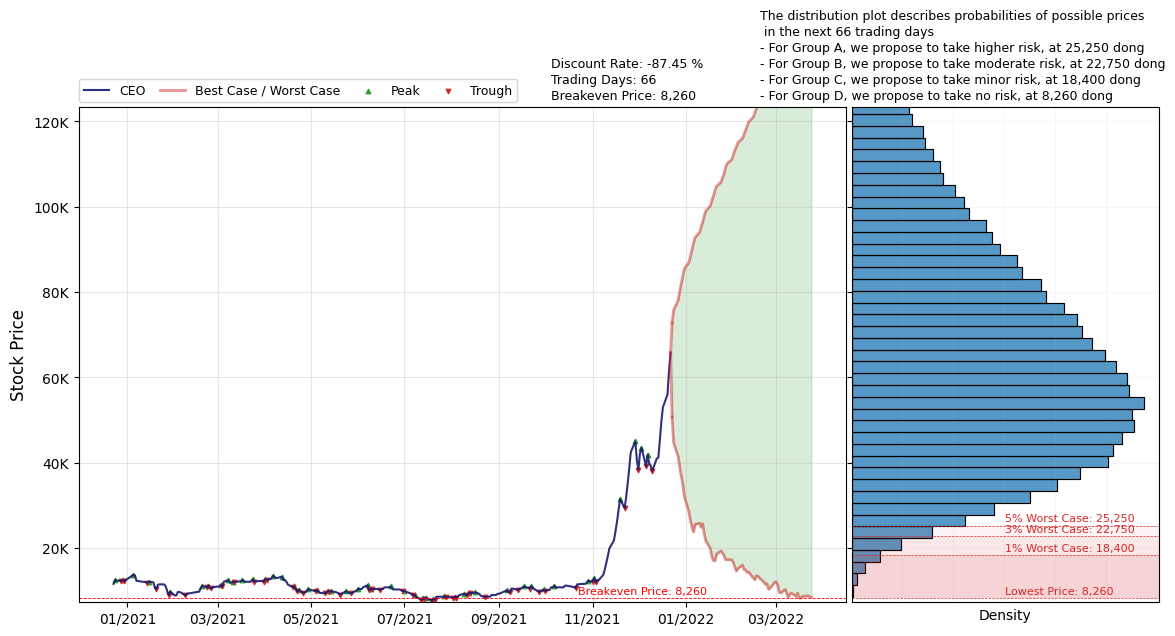 The distribution plot describes probabilities of possible prices
in the next 66 trading days
- For Group A, we propose to take higher risk, at 25,250 dong
- For Group B, we propose to take moderate risk, at 22,750 dong
- For Group C, we propose to take minor risk, at 18,400 dong
- For Group D, we propose to take no risk, at 8,260 dong
Discount Rate: -87.45 %
Trading Days: 66
Breakeven Price: 8,260
CEO
Best Case / Worst Case
Peak
Trough
Stock Price
120K
100K
80K
60K
40K
20K
Breakeven Price: 8,260
01/2021
03/2021
05/2021
07/2021
09/2021
11/2021
01/2022
03/2022
5% Worst Case: 25,250
3% Worst Case: 22,750
1% Worst Case: 18,400
Lowest Price: 8,260
Density